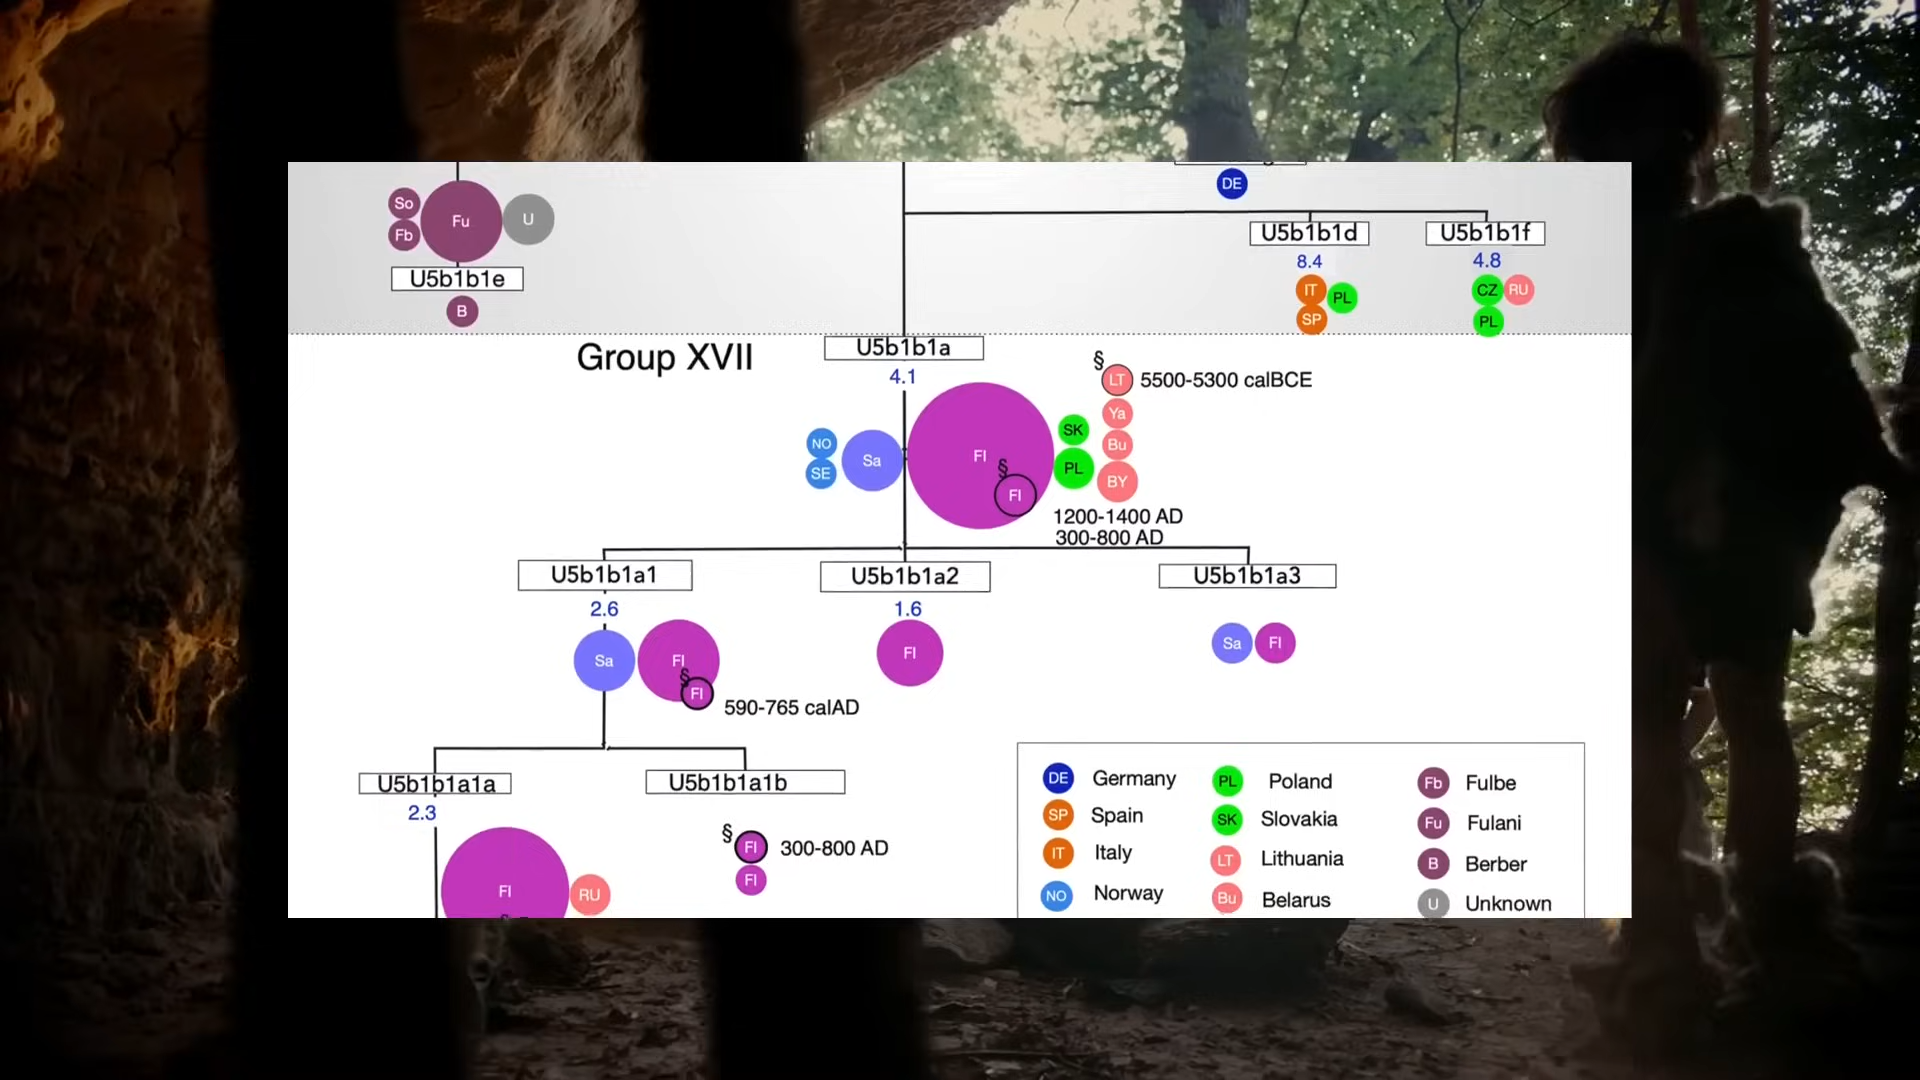 DE
So
Fu
U
Fb
U5b1b1d
U5b1b1f
8.4
4.8
U5b1b1e
IT
PL
CZ
RU
B
SP
PL
U5b1b1a
Group XVII
4.1
§
LT
5500-5300 calBCE
Ya
NO
Sa
FI
SK
Bu
SE
§
PL
BY
FI
1200-1400 AD
300-800 AD
U5b1b1a1
U5b1b1a2
U5b1b1a3
2.6
1.6
Sa
FI
FI
Sa
FI
§
FI
590-765 calAD
U5b1b1a1a
U5b1b1a1b
2.3
§
FI
300-800 AD
FI
FI
RU
DE Germany
PL Poland
Fb Fulbe
SP Spain
SK Slovakia
Fu Fulani
IT Italy
LT Lithuania
B Berber
NO Norway
Bu Belarus
U Unknown